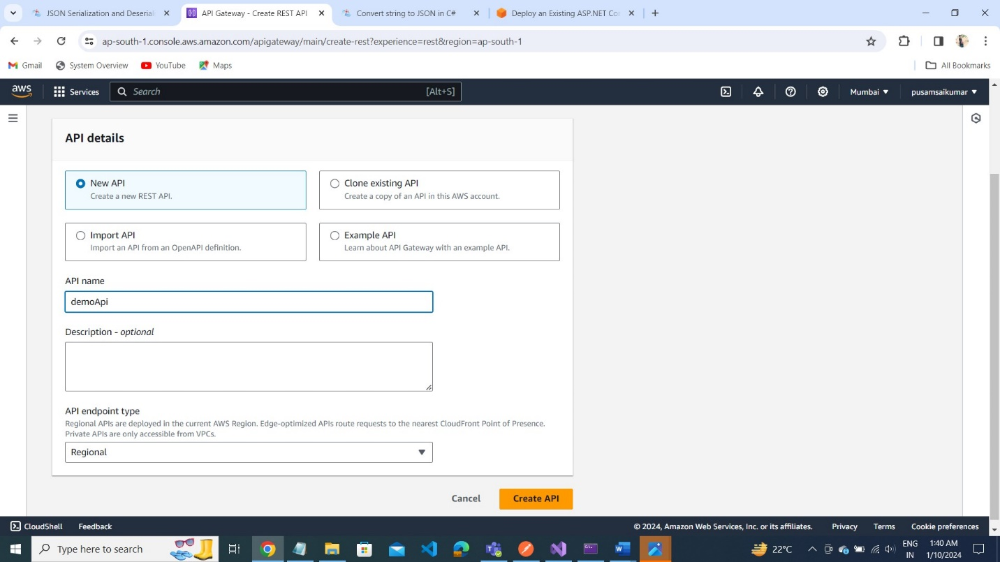 JSON Serialization and Deseriali
API Gateway - Create REST API
Convert string to JSON in C#
Deploy an Existing ASP.NET Co
ap-south-1.console.aws.amazon.com/apigateway/main/create-rest?experience=rest&region=ap-south-1
Gmail
System Overview
YouTube
Maps
All Bookmarks
aws
Services
Search
[Alt+S]
Mumbai
pusamsaikumar
API details
New API
Create a new REST API.
Clone existing API
Create a copy of an API in this AWS account.
Import API
Import an API from an OpenAPI definition.
Example API
Learn about API Gateway with an example API.
API name
demoApi
Description - optional
API endpoint type
Regional APIs are deployed in the current AWS Region. Edge-optimized APIs route requests to the nearest CloudFront Point of Presence.
Private APIs are only accessible from VPCs.
Regional
Cancel
Create API
CloudShell
Feedback
© 2024, Amazon Web Services, Inc. or its affiliates.
Privacy
Terms
Cookie preferences
Type here to search
22°C
ENG
IN
1:40 AM
1/10/2024